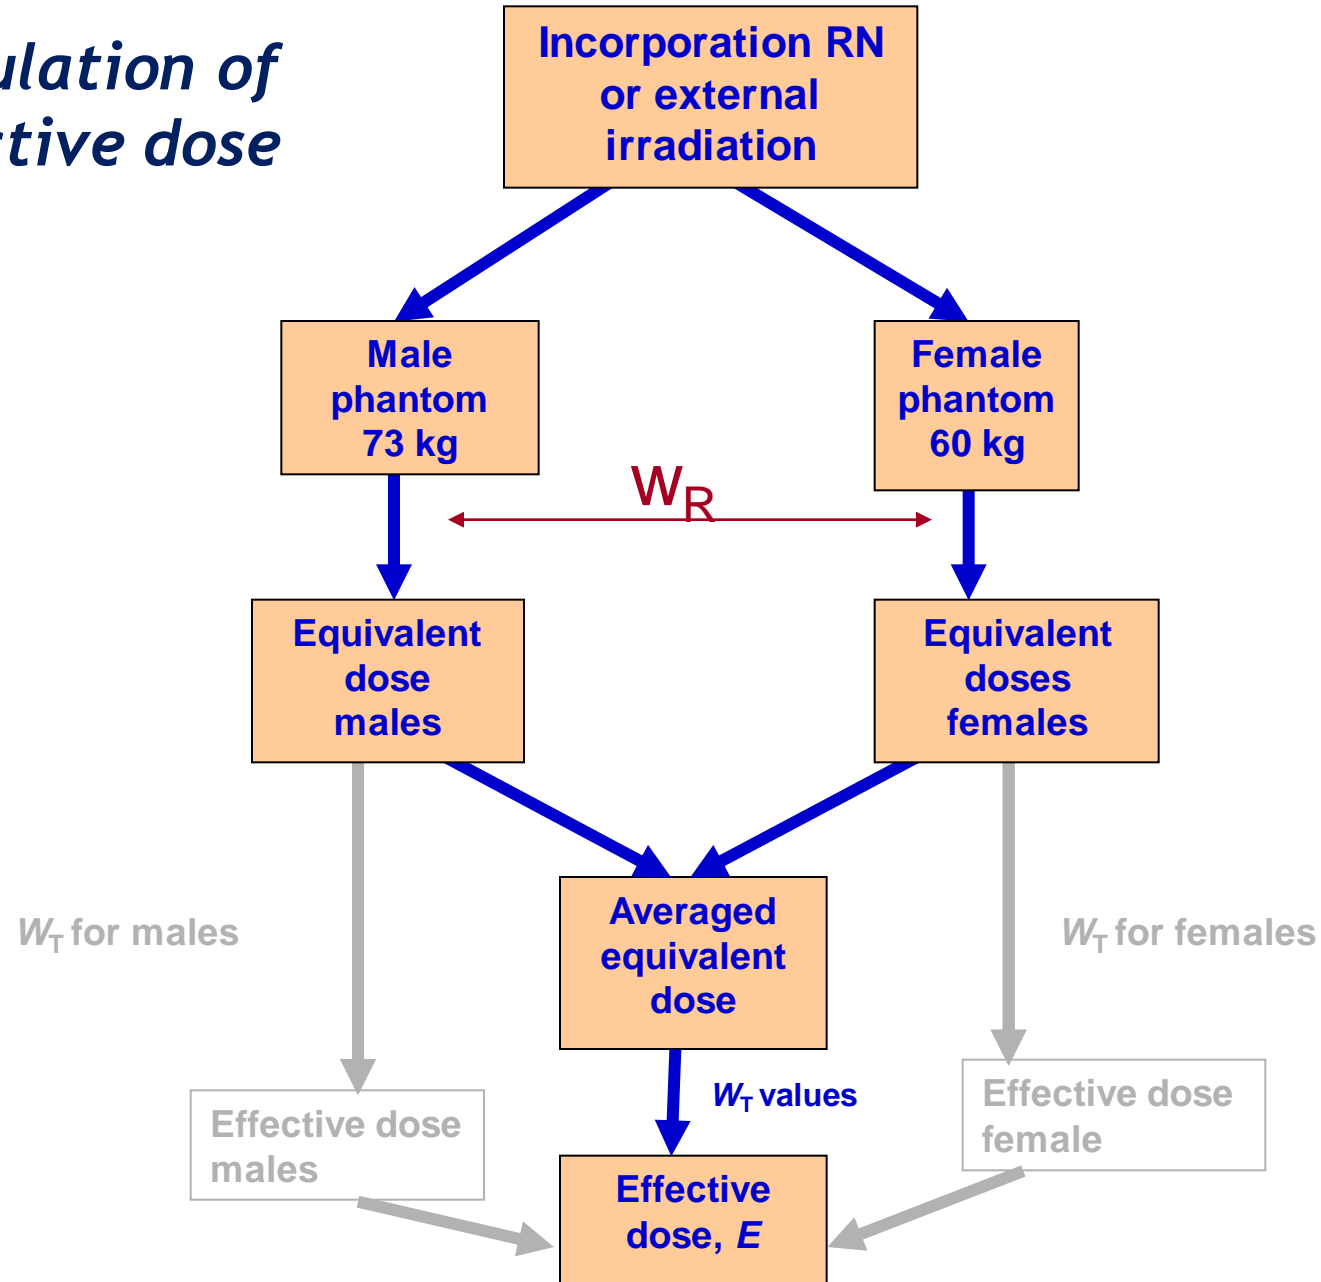 ulation of
ctive dose
Incorporation RN
or external
irradiation
Male
phantom
73 kg
Female
phantom
60 kg
WR
Equivalent
dose
males
Equivalent
doses
females
WT for males
Averaged
equivalent
dose
WT for females
WT values
Effective dose
males
Effective dose
female
Effective
dose, E